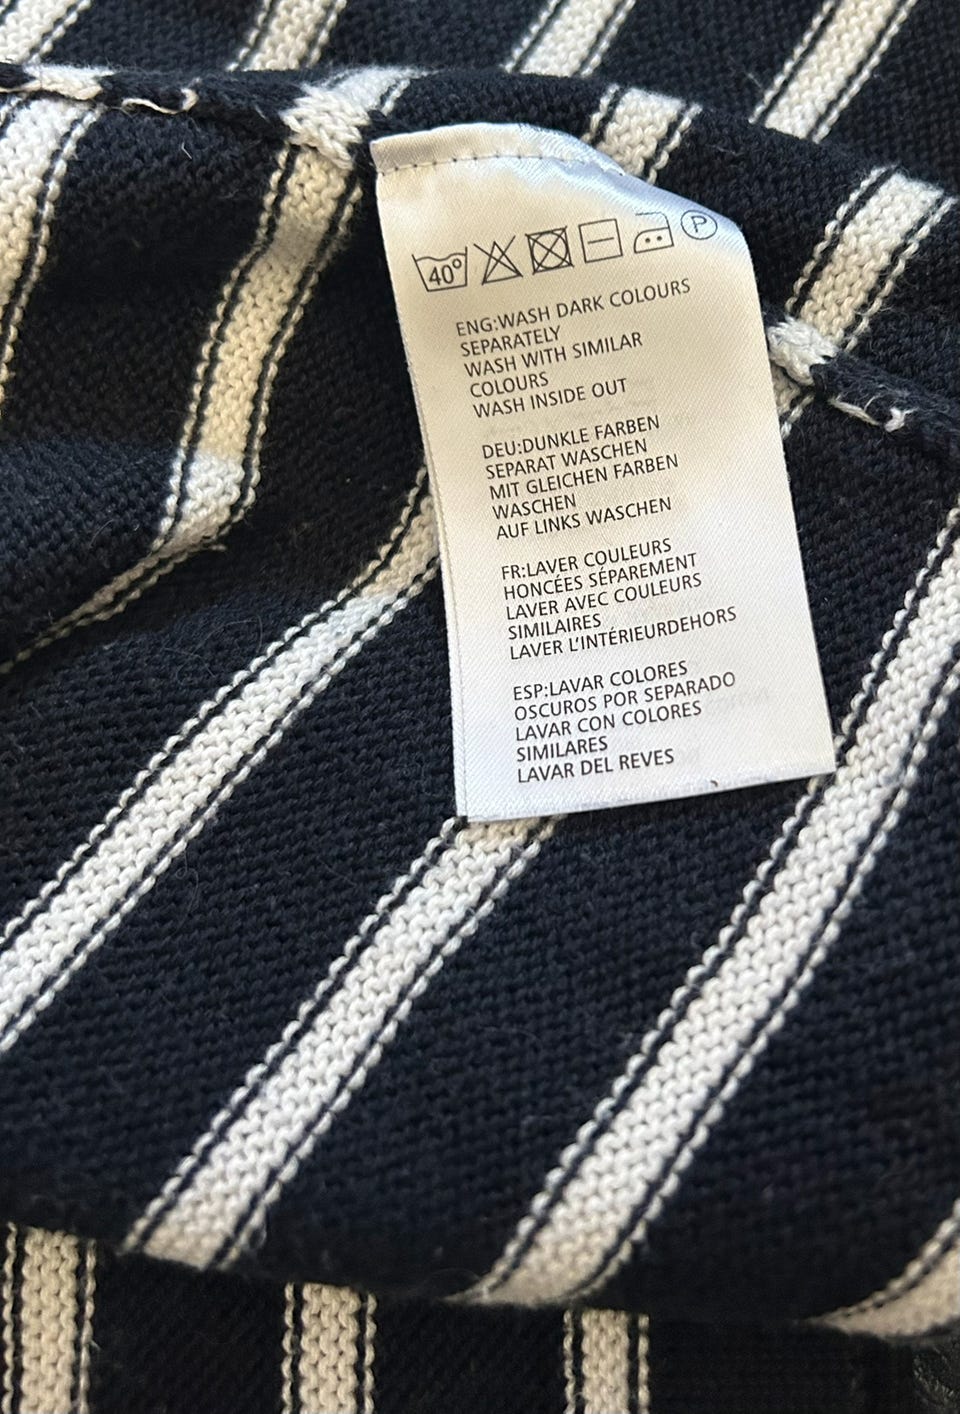 40°
P
ENG:WASH DARK COLOURS
SEPARATELY
WASH WITH SIMILAR
COLOURS
WASH INSIDE OUT
DEU:DUNKLE FARBEN
SEPARAT WASCHEN
MIT GLEICHEN FARBEN
WASCHEN
AUF LINKS WASCHEN
FR:LAVER COULEURS
HONCÉES SÉPAREMENT
LAVER AVEC COULEURS
SIMILAIRES
LAVER L'INTÉRIEURDEHORS
ESP:LAVAR COLORES
OSCUROS POR SEPARADO
LAVAR CON COLORES
SIMILARES
LAVAR DEL REVES